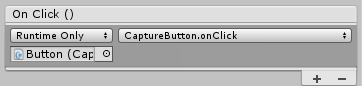 On Click ()
Runtime Only CaptureButton.onClick
Button (Cap
+ −